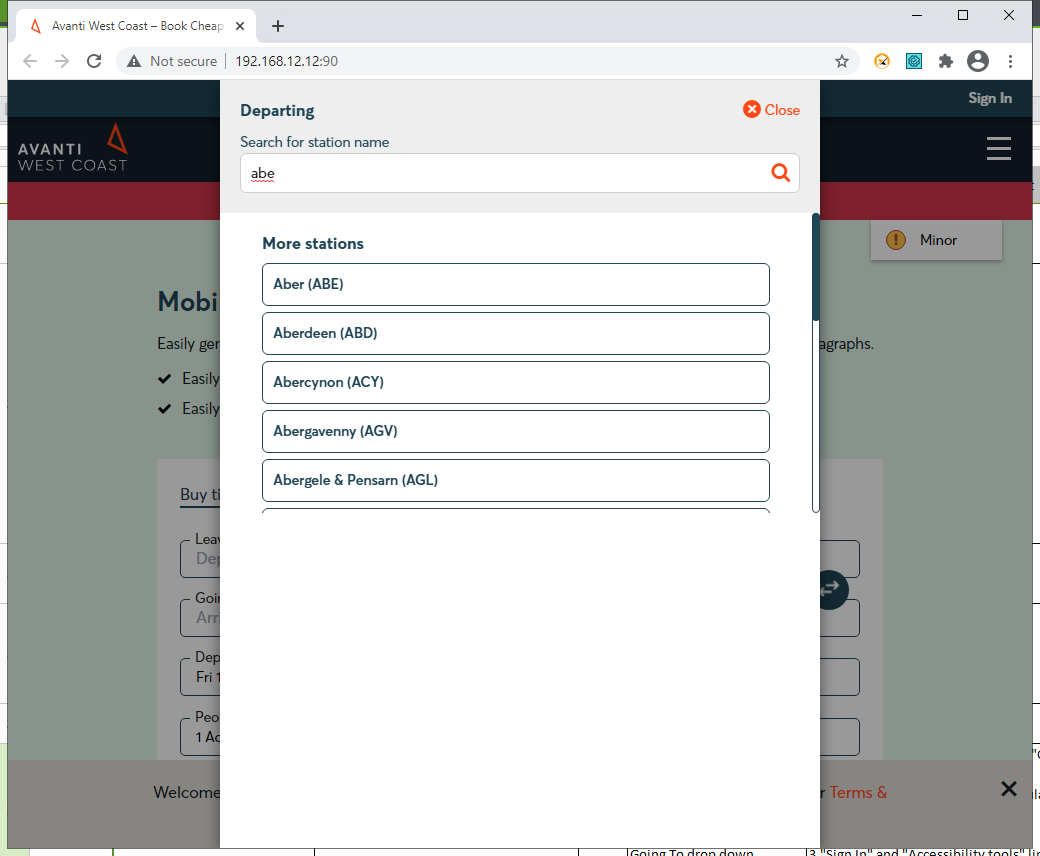 Avanti West Coast – Book Cheap
Not secure
192.168.12.12:90
Sign In
AVANTI
WEST COAST
Departing
Close
Search for station name
abe
More stations
Aber (ABE)
Aberdeen (ABD)
Abercynon (ACY)
Abergavenny (AGV)
Abergele & Pensarn (AGL)
Minor
Mobi
Easily ger
agraphs.
Easily
Easily
Buy ti
Leav
Dep
Goin
Arri
Dep
Fri 1
Peo
1 Ad
Welcome
r Terms &
Going To drop down
3 "Sign In" and "Accessibility tools" li